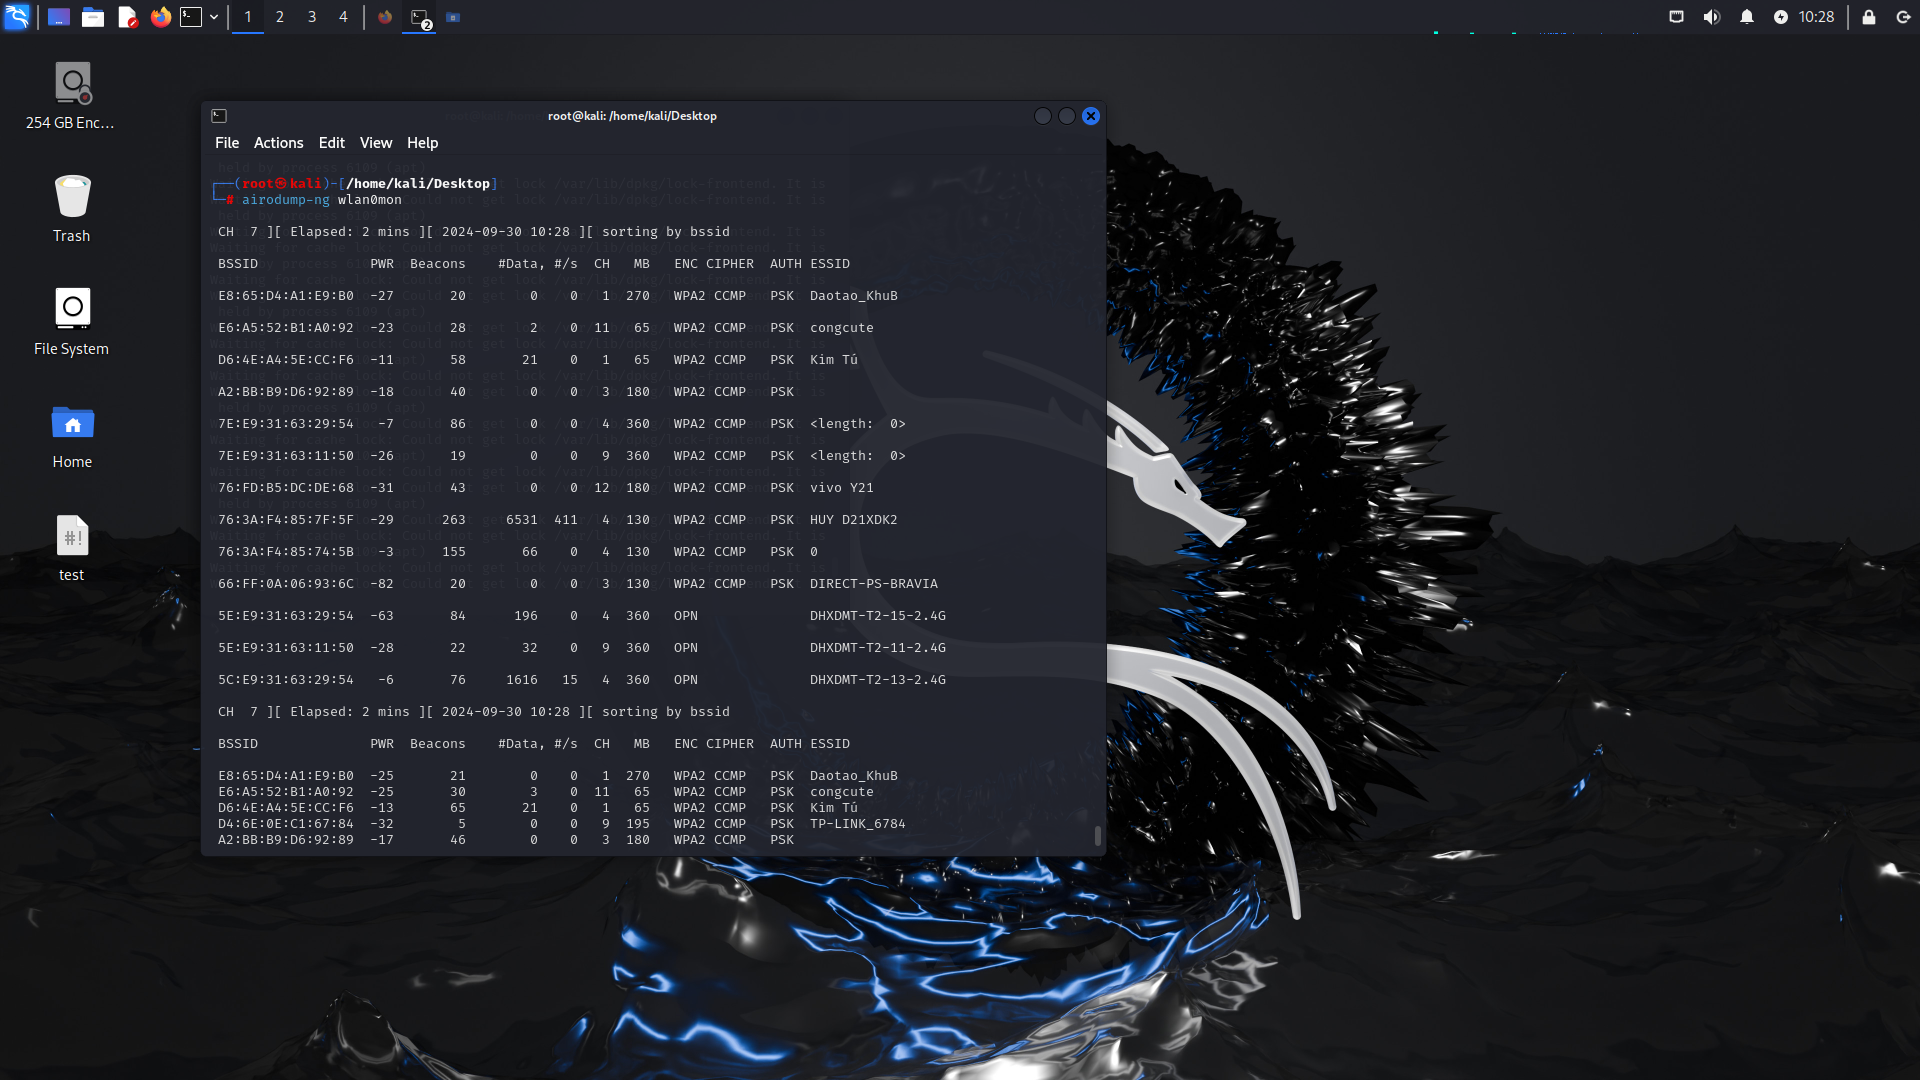 1 2 3 4
2
10:28
254 GB Enc...
Trash
File System
Home
#!
test
root@kali: /home/kali/Desktop
File Actions Edit View Help
┌──(root㉿kali)-[/home/kali/Desktop]
└─# airodump-ng wlan0mon
CH  7 ][ Elapsed: 2 mins ][ 2024-09-30 10:28 ][ sorting by bssid
BSSID              PWR  Beacons    #Data, #/s  CH   MB   ENC CIPHER  AUTH ESSID
E8:65:D4:A1:E9:B0  -27       20        0    0   1  270   WPA2 CCMP   PSK  Daotao_KhuB
E6:A5:52:B1:A0:92  -23       28        2    0  11   65   WPA2 CCMP   PSK  congcute
D6:4E:A4:5E:CC:F6  -11       58       21    0   1   65   WPA2 CCMP   PSK  Kim Tú
A2:BB:B9:D6:92:89  -18       40        0    0   3  180   WPA2 CCMP   PSK
7E:E9:31:63:29:54   -7       86        0    0   4  360   WPA2 CCMP   PSK  <length:  0>
7E:E9:31:63:11:50  -26       19        0    0   9  360   WPA2 CCMP   PSK  <length:  0>
76:FD:B5:DC:DE:68  -31       43        0    0  12  180   WPA2 CCMP   PSK  vivo Y21
76:3A:F4:85:7F:5F  -29      263     6531  411   4  130   WPA2 CCMP   PSK  HUY D21XDK2
76:3A:F4:85:74:5B   -3      155       66    0   4  130   WPA2 CCMP   PSK  0
66:FF:0A:06:93:6C  -82       20        0    0   3  130   WPA2 CCMP   PSK  DIRECT-PS-BRAVIA
5E:E9:31:63:29:54  -63       84      196    0   4  360   OPN              DHXDMT-T2-15-2.4G
5E:E9:31:63:11:50  -28       22       32    0   9  360   OPN              DHXDMT-T2-11-2.4G
5C:E9:31:63:29:54   -6       76     1616   15   4  360   OPN              DHXDMT-T2-13-2.4G
CH  7 ][ Elapsed: 2 mins ][ 2024-09-30 10:28 ][ sorting by bssid
BSSID              PWR  Beacons    #Data, #/s  CH   MB   ENC CIPHER  AUTH ESSID
E8:65:D4:A1:E9:B0  -25       21        0    0   1  270   WPA2 CCMP   PSK  Daotao_KhuB
E6:A5:52:B1:A0:92  -25       30        3    0  11   65   WPA2 CCMP   PSK  congcute
D6:4E:A4:5E:CC:F6  -13       65       21    0   1   65   WPA2 CCMP   PSK  Kim Tú
D4:6E:0E:C1:67:84  -32        5        0    0   9  195   WPA2 CCMP   PSK  TP-LINK_6784
A2:BB:B9:D6:92:89  -17       46        0    0   3  180   WPA2 CCMP   PSK